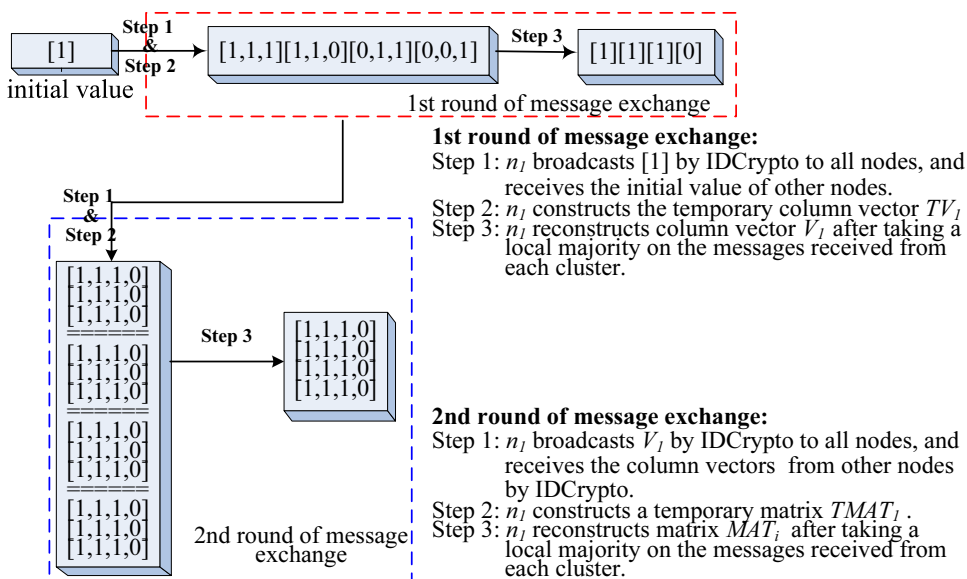 [1]
initial value
Step 1
&
Step 2
[1,1,1][1,1,0][0,1,1][0,0,1]
Step 3
[1][1][1][0]
1st round of message exchange
1st round of message exchange:
Step 1: n1 broadcasts [1] by IDCrypto to all nodes, and
receives the initial value of other nodes.
Step 2: n1 constructs the temporary column vector TV1
Step 3: n1 reconstructs column vector V1 after taking a
local majority on the messages received from
each cluster.
Step 1
&
Step 2
[1,1,1,0]
[1,1,1,0]
[1,1,1,0]
======
[1,1,1,0]
[1,1,1,0]
[1,1,1,0]
======
[1,1,1,0]
[1,1,1,0]
[1,1,1,0]
======
[1,1,1,0]
[1,1,1,0]
[1,1,1,0]
Step 3
[1,1,1,0]
[1,1,1,0]
[1,1,1,0]
[1,1,1,0]
2nd round of message
exchange
2nd round of message exchange:
Step 1: n1 broadcasts V1 by IDCrypto to all nodes, and
receives the column vectors from other nodes
by IDCrypto.
Step 2: n1 constructs a temporary matrix TMAT1 .
Step 3: n1 reconstructs matrix MATi after taking a
local majority on the messages received from
each cluster.